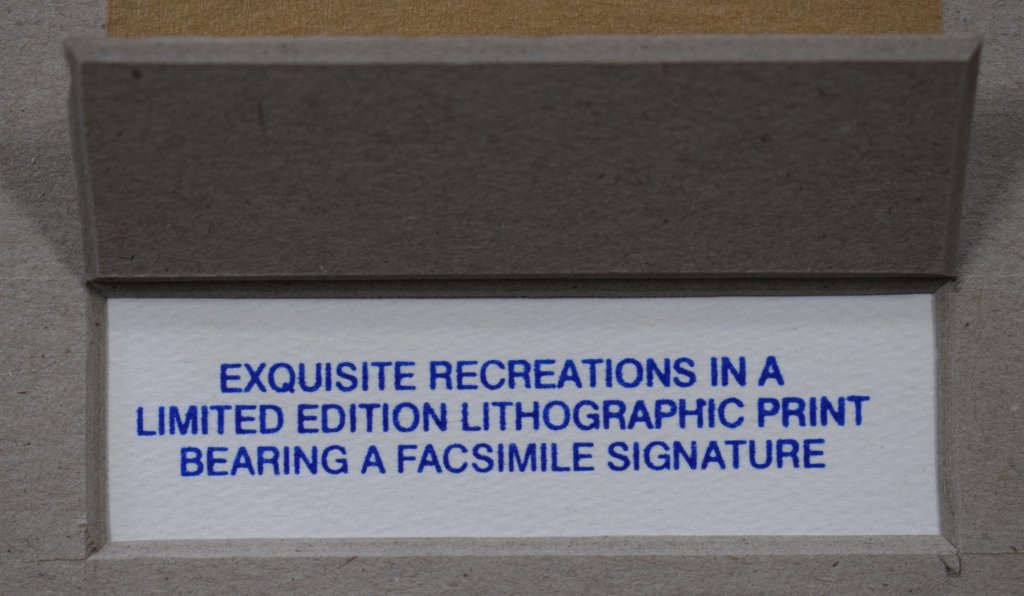 EXQUISITE RECREATIONS IN A
LIMITED EDITION LITHOGRAPHIC PRINT
BEARING A FACSIMILE SIGNATURE